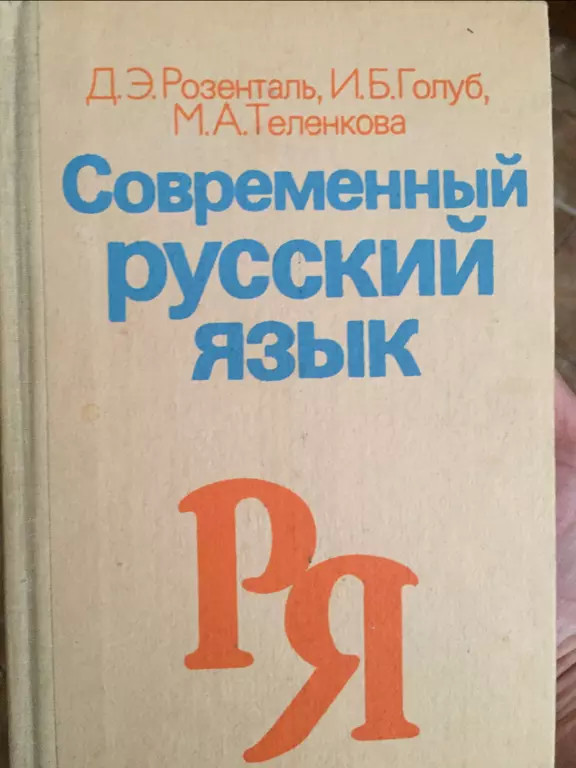 Д.Э.Розенталь, И.Б.Голуб,
М.А.Теленкова
Современный
русский
язык
РЯ